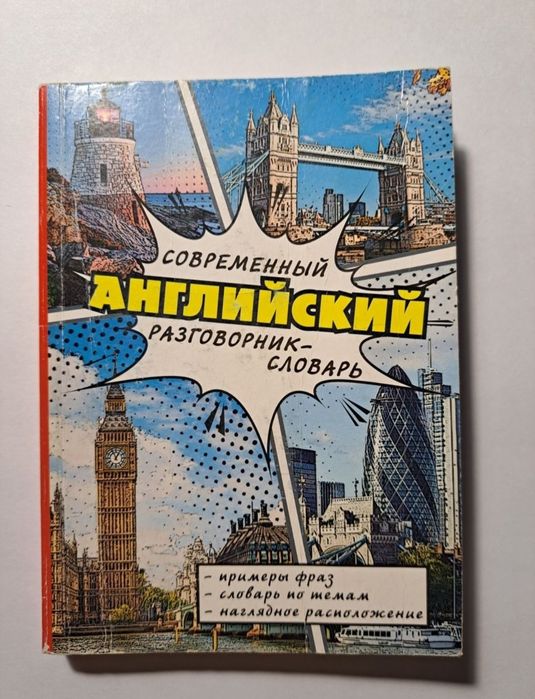 СОВРЕМЕННЫЙ
АНГЛИЙСКИЙ
РАЗГОВОРНИК-
СЛОВАРЬ
- примеры фраз
- словарь по темам
- наглядное расположение